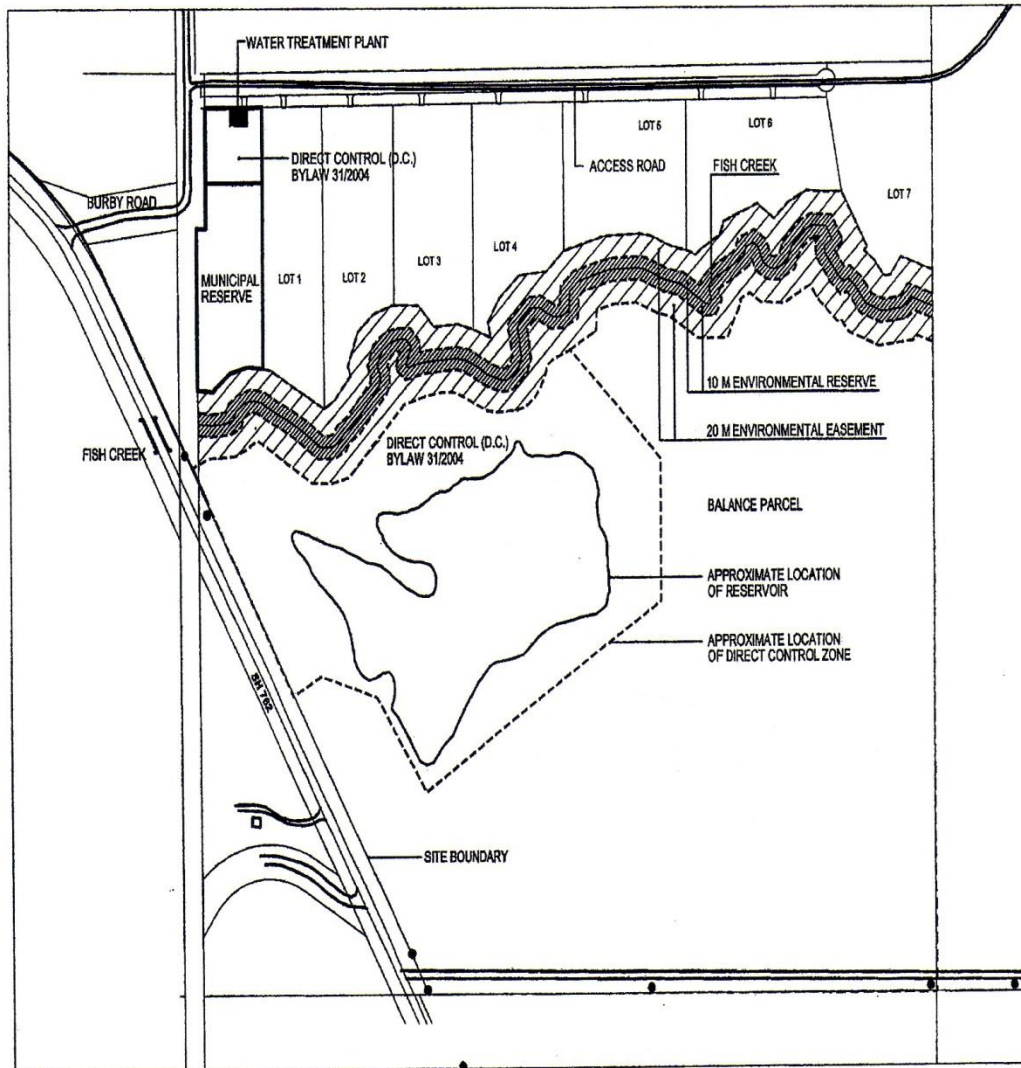 WATER TREATMENT PLANT
DIRECT CONTROL (D.C.)
BYLAW 31/2004
LOT 5
LOT 6
ACCESS ROAD
FISH CREEK
BURBY ROAD
LOT 7
MUNICIPAL
RESERVE
LOT 1
LOT 2
LOT 3
LOT 4
10 M ENVIRONMENTAL RESERVE
20 M ENVIRONMENTAL EASEMENT
FISH CREEK
DIRECT CONTROL (D.C.)
BYLAW 31/2004
BALANCE PARCEL
APPROXIMATE LOCATION
OF RESERVOIR
APPROXIMATE LOCATION
OF DIRECT CONTROL ZONE
SH 762
SITE BOUNDARY